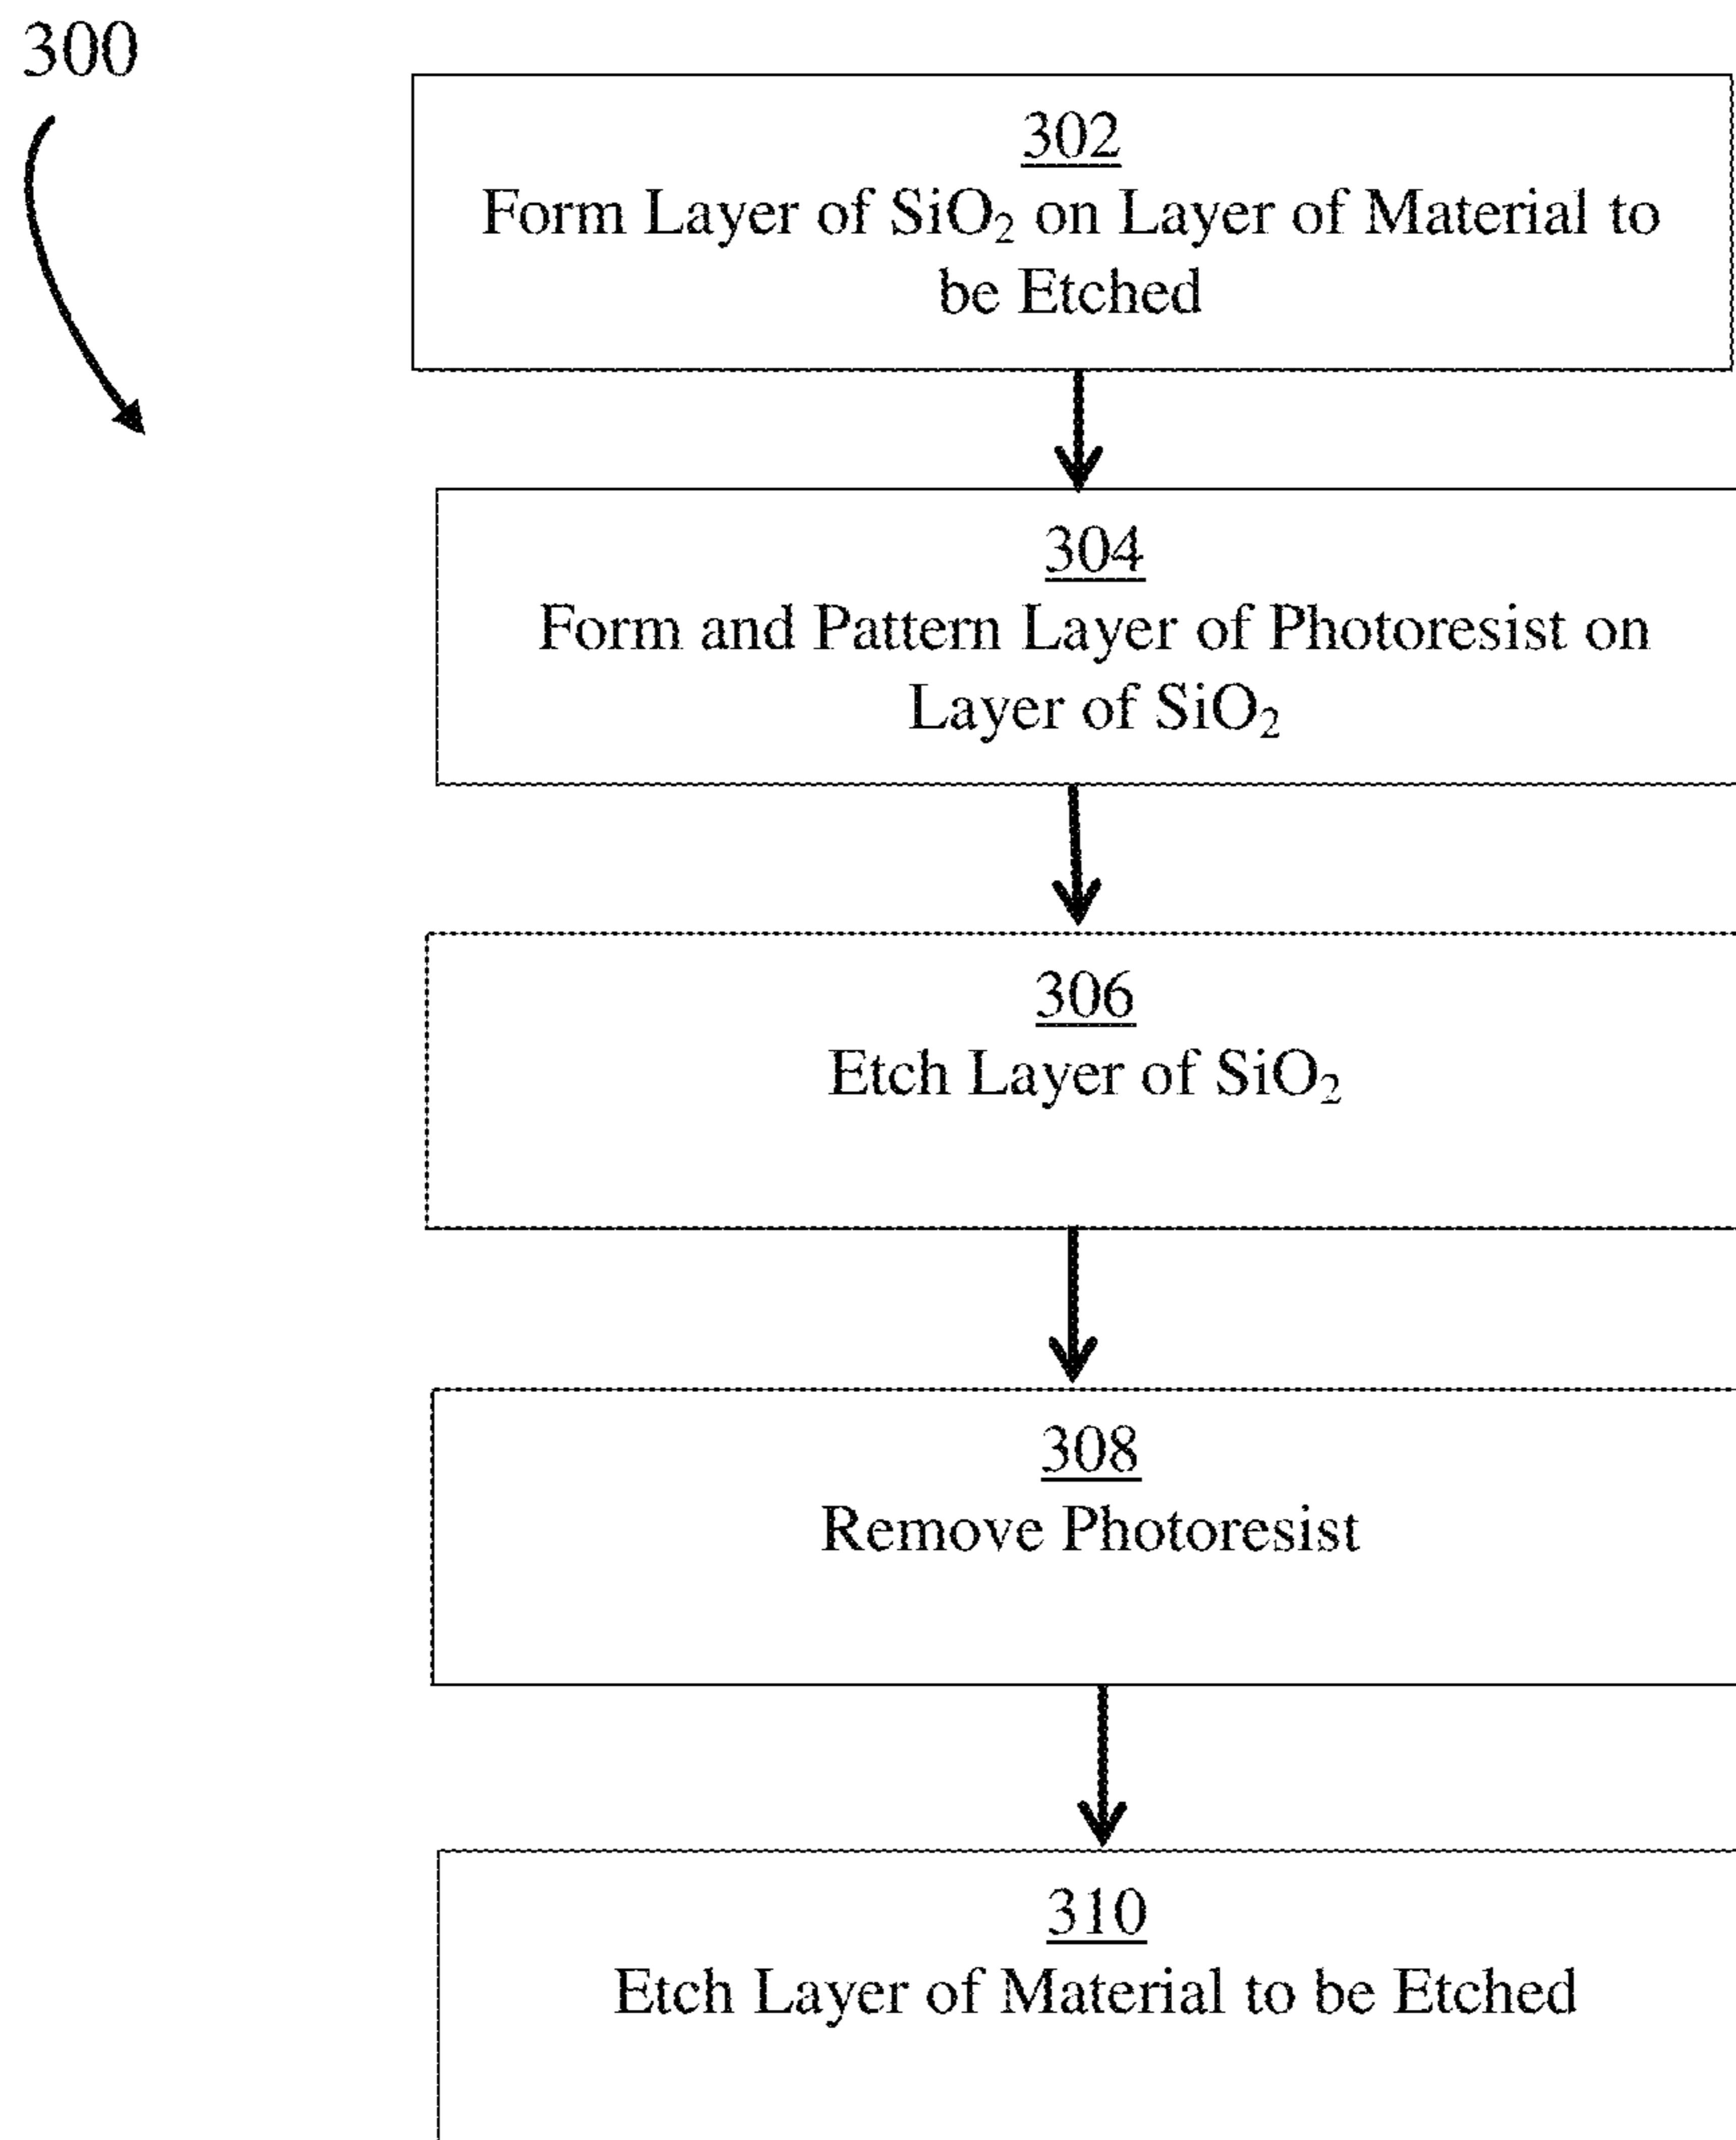 300
302
Form Layer of SiO₂ on Layer of Material to
be Etched
304
Form and Pattern Layer of Photoresist on
Layer of SiO₂
306
Etch Layer of SiO₂
308
Remove Photoresist
310
Etch Layer of Material to be Etched